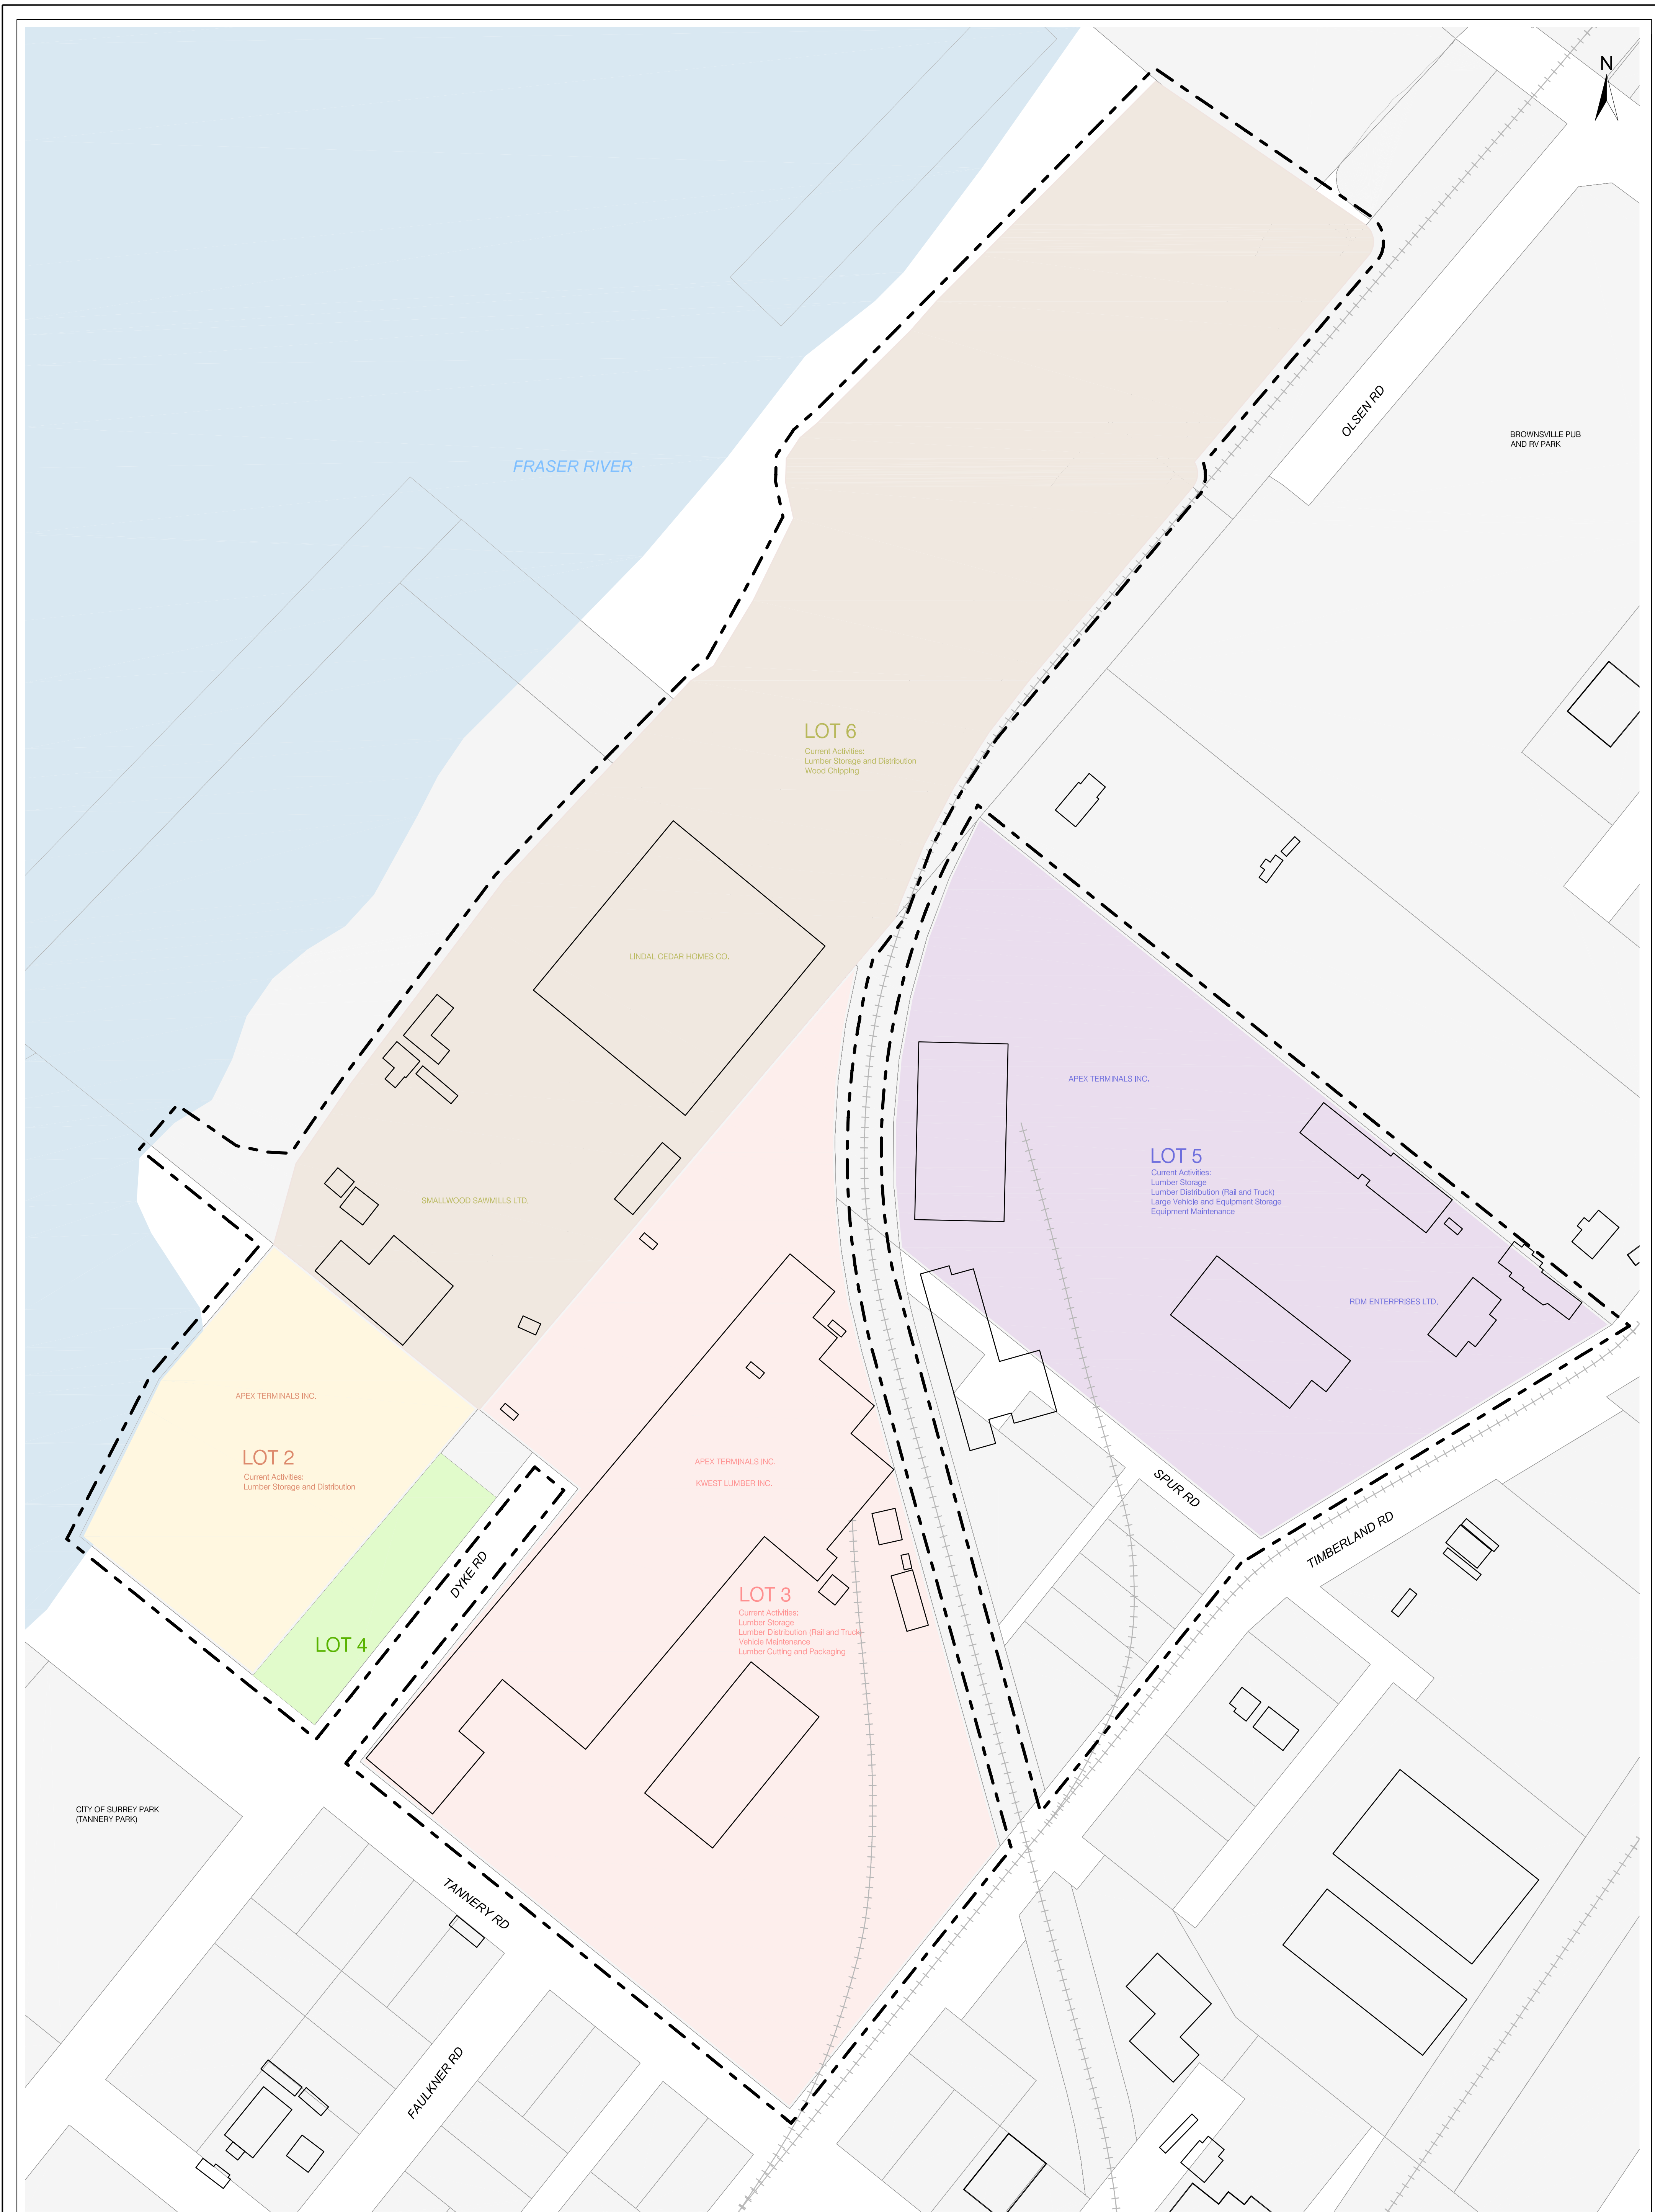 N
OLSEN RD
BROWNSVILLE PUB
AND RV PARK
FRASER RIVER
LOT 6
Current Activities:
Lumber Storage and Distribution
Wood Chipping
LINDAL CEDAR HOMES CO.
APEX TERMINALS INC.
LOT 5
Current Activities:
Lumber Storage
Lumber Distribution (Rail and Truck)
Large Vehicle and Equipment Storage
Equipment Maintenance
SMALLWOOD SAWMILLS LTD.
RDM ENTERPRISES LTD.
APEX TERMINALS INC.
LOT 2
Current Activities:
Lumber Storage and Distribution
APEX TERMINALS INC.
KWEST LUMBER INC.
SPUR RD
TIMBERLAND RD
DYKE RD
LOT 3
Current Activities:
Lumber Storage
Lumber Distribution (Rail and Truck)
Vehicle Maintenance
Lumber Cutting and Packaging
LOT 4
CITY OF SURREY PARK
(TANNERY PARK)
TANNERY RD
FAULKNER RD